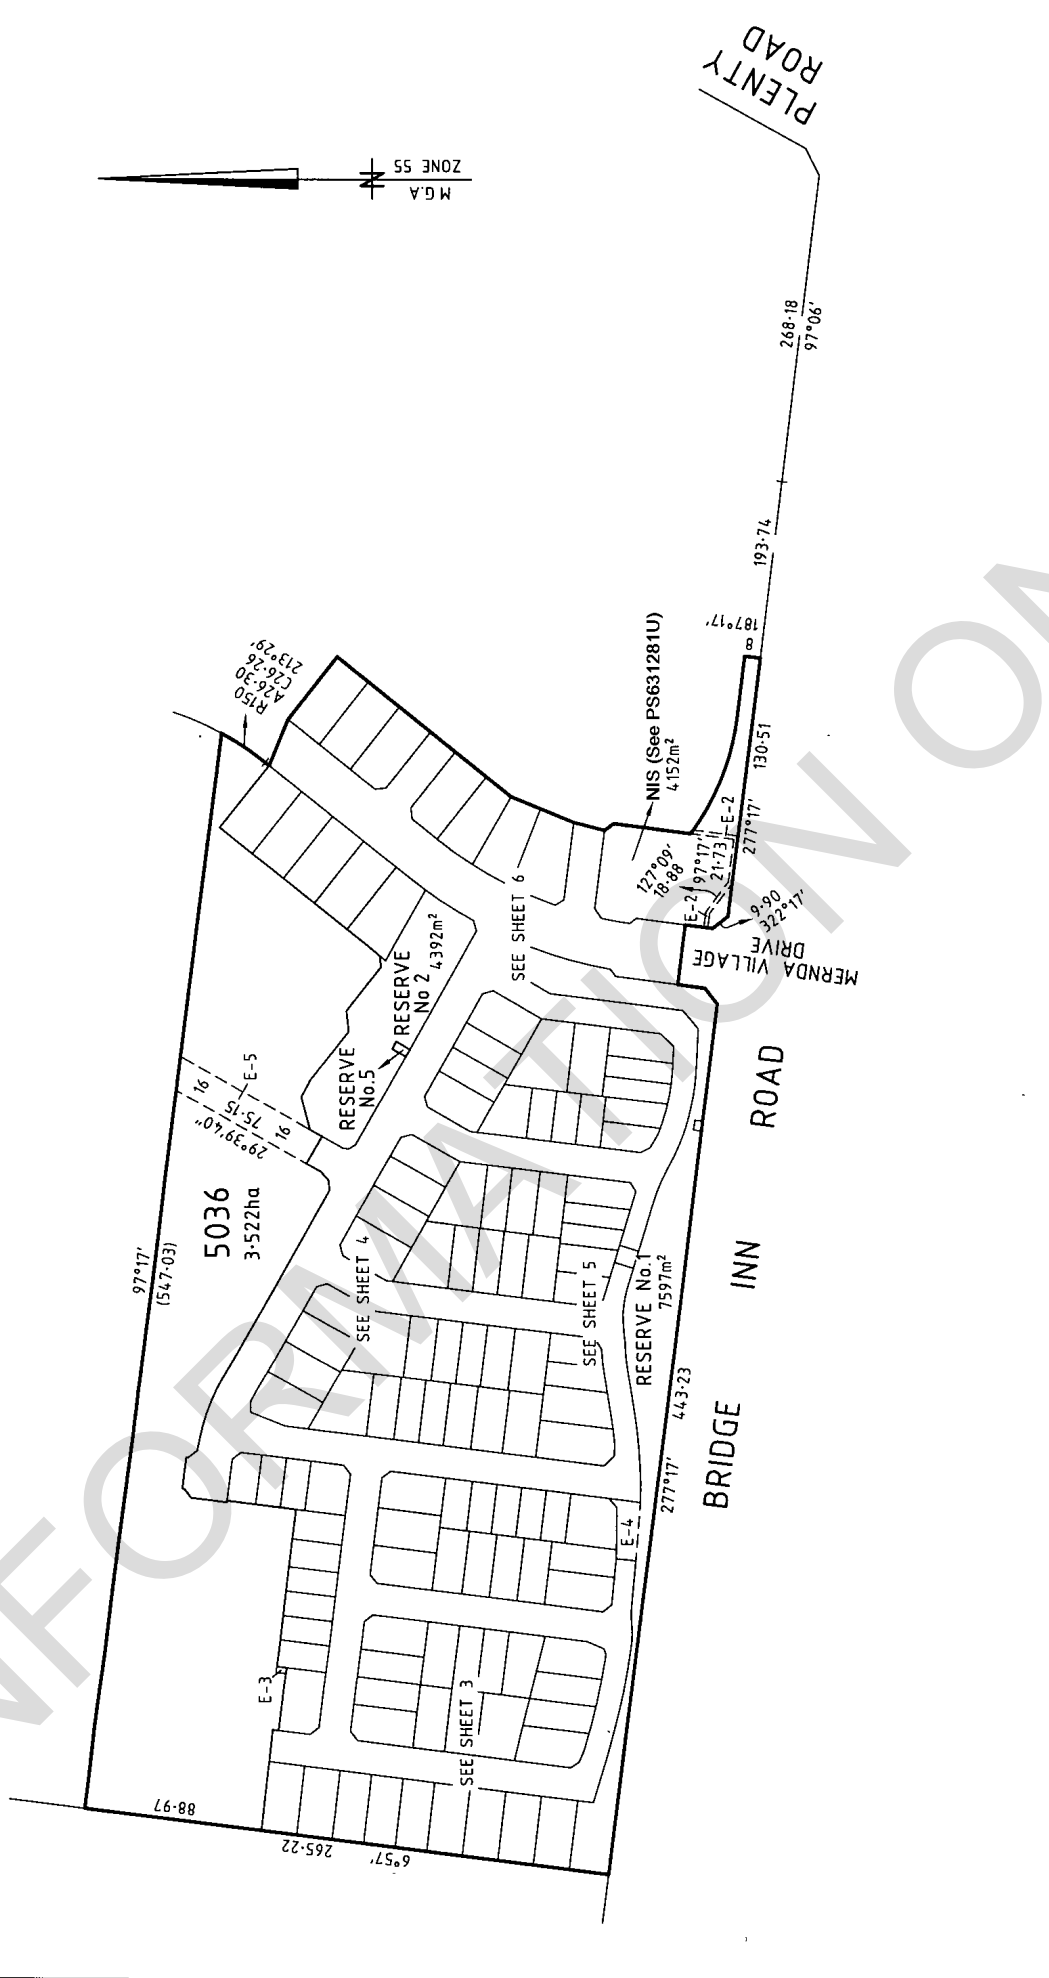 PLENTY
ROAD
M.G.A
ZONE 55
268·18
97°06'
193·74
187°17'
8
130·51
277°17'
R150
A26·30
C26·26
213°29'
NIS (See PS631281U)
4152m²
127°09'
18·88
97°17'
21·73
E-2
E-2
9·90
322°17'
MERNDA VILLAGE
DRIVE
SEE SHEET 6
RESERVE
No 2
4392m²
RESERVE
No.5
E-5
16
75·15
16
29°39'40"
5036
3·522ha
97°17'
(547·03)
SEE SHEET 4
SEE SHEET 5
RESERVE No.1
7597m²
443·23
277°17'
BRIDGE INN ROAD
E-4
E-3
SEE SHEET 3
88·97
265·22
6°57'
NFORMATION ON